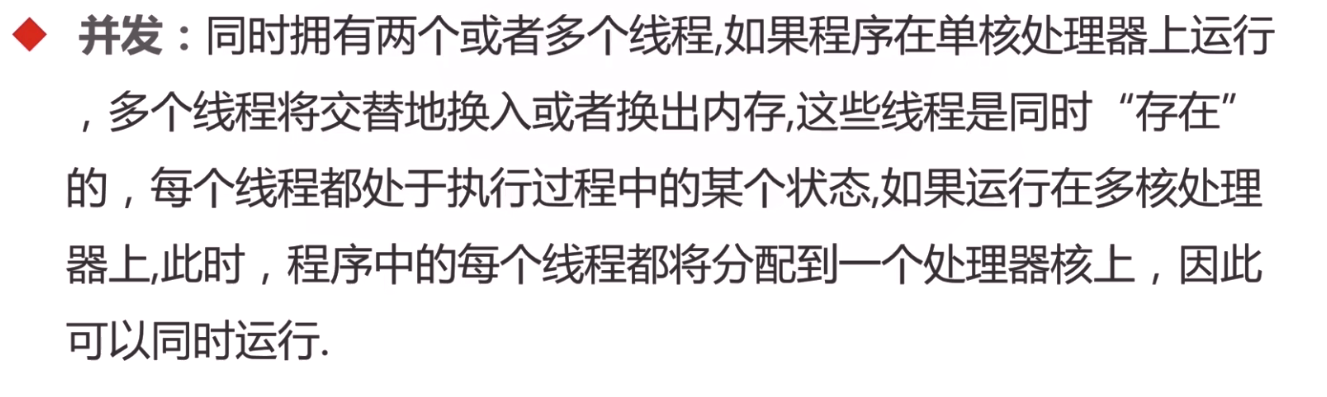 ◆ 并发：同时拥有两个或者多个线程,如果程序在单核处理器上运行
，多个线程将交替地换入或者换出内存,这些线程是同时“存在”
的，每个线程都处于执行过程中的某个状态,如果运行在多核处理
器上,此时，程序中的每个线程都将分配到一个处理器核上，因此
可以同时运行.